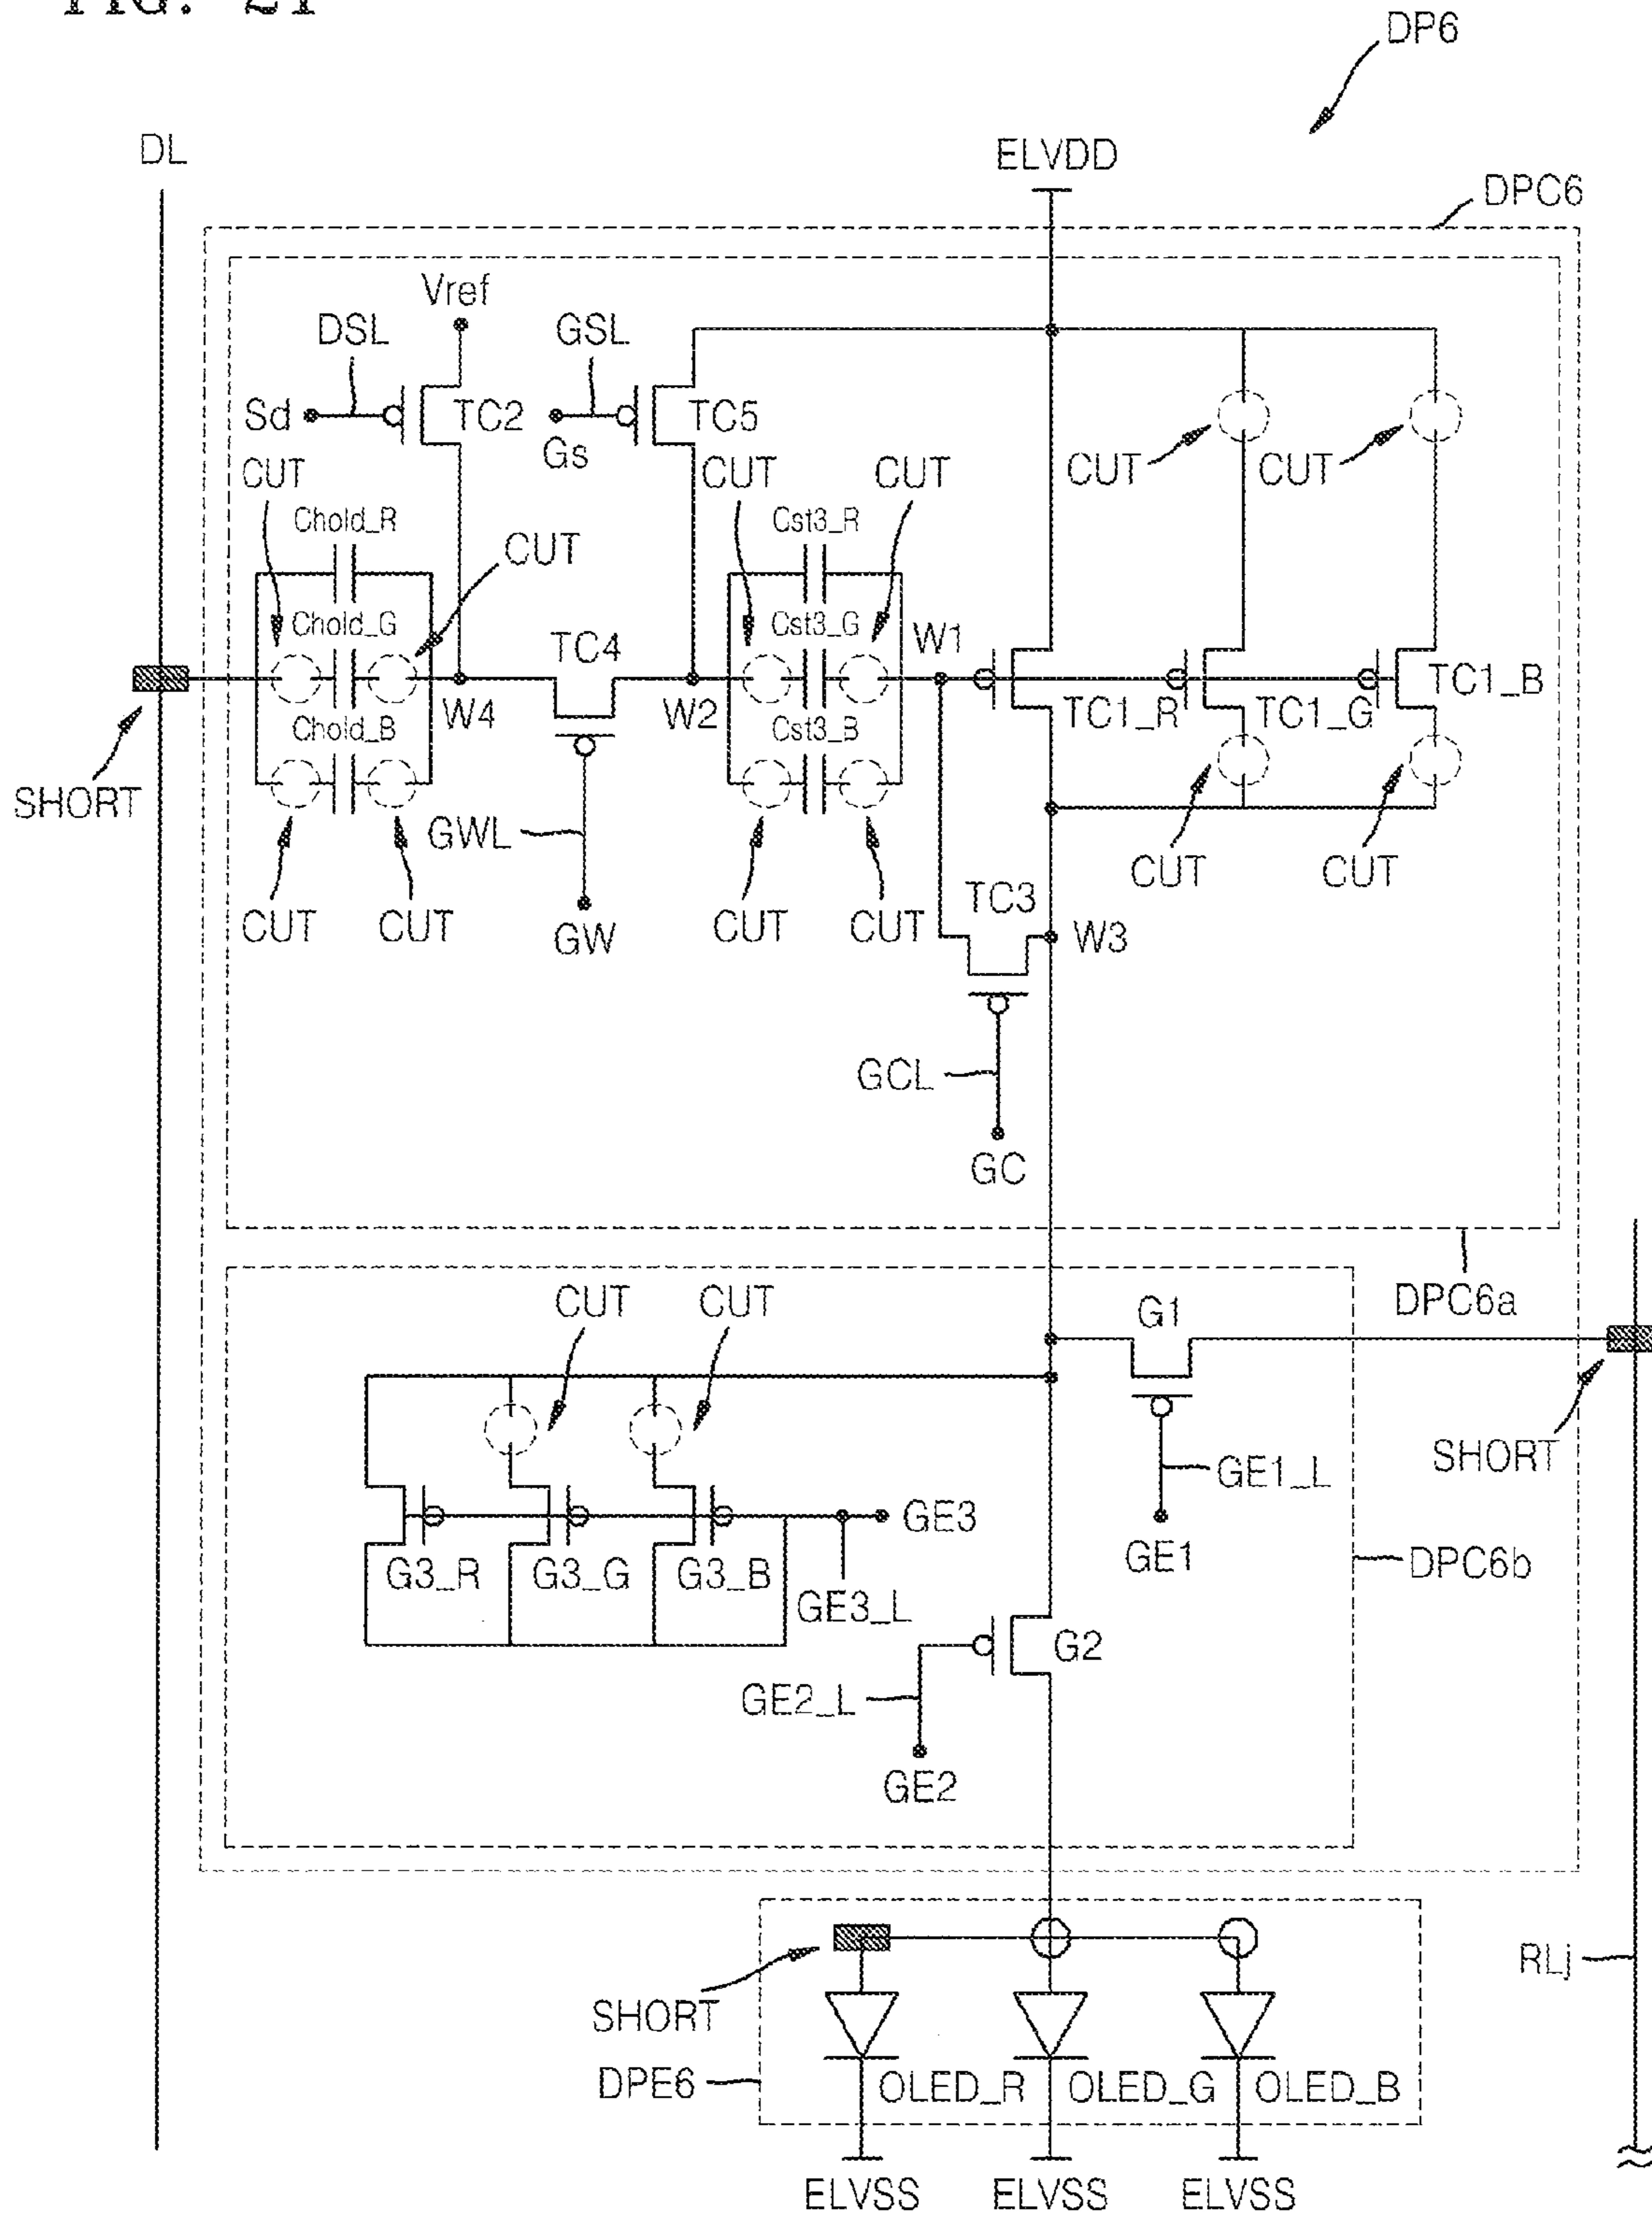 FIG. 21
DP6
DL
ELVDD
DPC6
Vref
DSL
GSL
Sd
TC2
Gs
TC5
CUT
CUT
CUT
CUT
CUT
Chold_R
CUT
Cst3_R
Chold_G
Cst3_G
W1
TC4
W4
W2
TC1_R
TC1_G
TC1_B
Chold_B
Cst3_B
SHORT
GWL
CUT
CUT
CUT
CUT
CUT
CUT
GW
TC3
W3
GCL
GC
DPC6a
CUT
CUT
G1
SHORT
GE1_L
GE3
GE1
DPC6b
G3_R
G3_G
G3_B
GE3_L
G2
GE2_L
GE2
RLj
SHORT
DPE6
OLED_R
OLED_G
OLED_B
ELVSS
ELVSS
ELVSS